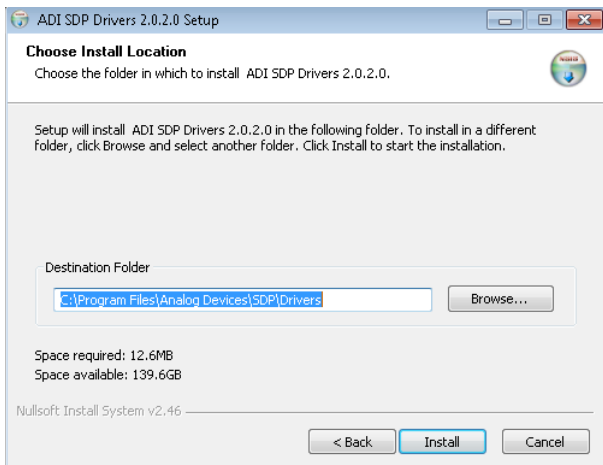 ADI SDP Drivers 2.0.2.0 Setup
Choose Install Location
Choose the folder in which to install ADI SDP Drivers 2.0.2.0.
Setup will install ADI SDP Drivers 2.0.2.0 in the following folder. To install in a different
folder, click Browse and select another folder. Click Install to start the installation.
Destination Folder
C:\Program Files\Analog Devices\SDP\Drivers
Browse...
Space required: 12.6MB
Space available: 139.6GB
Nullsoft Install System v2.46
< Back
Install
Cancel